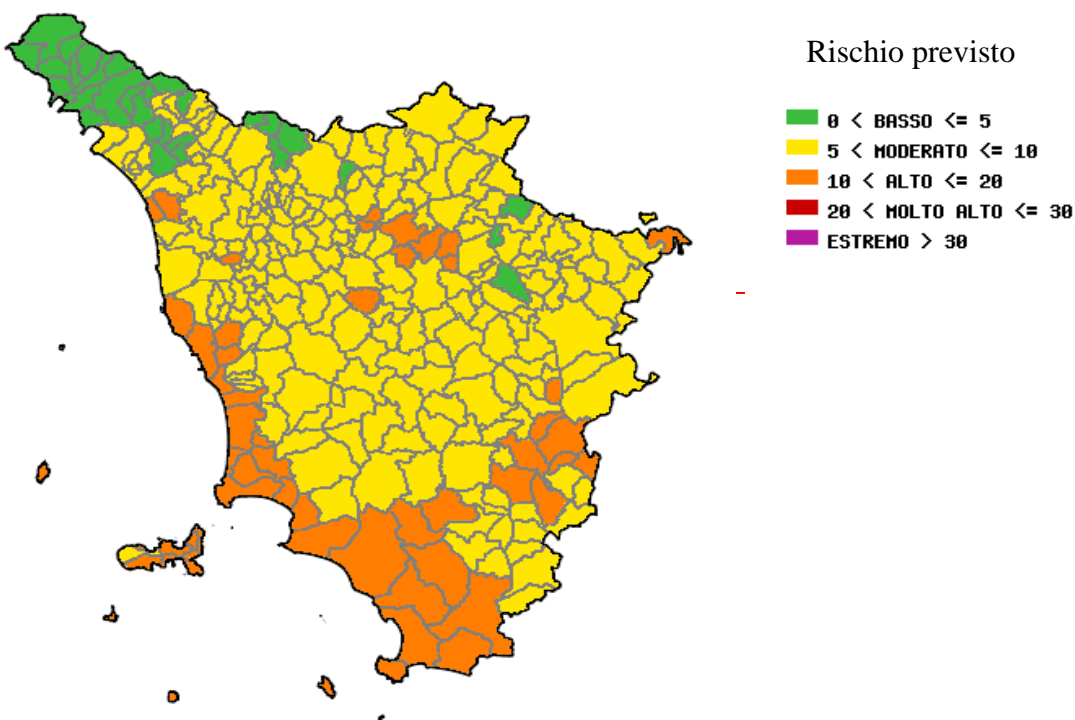 Rischio previsto
0 < BASSO <= 5
5 < MODERATO <= 10
10 < ALTO <= 20
20 < MOLTO ALTO <= 30
ESTREMO > 30